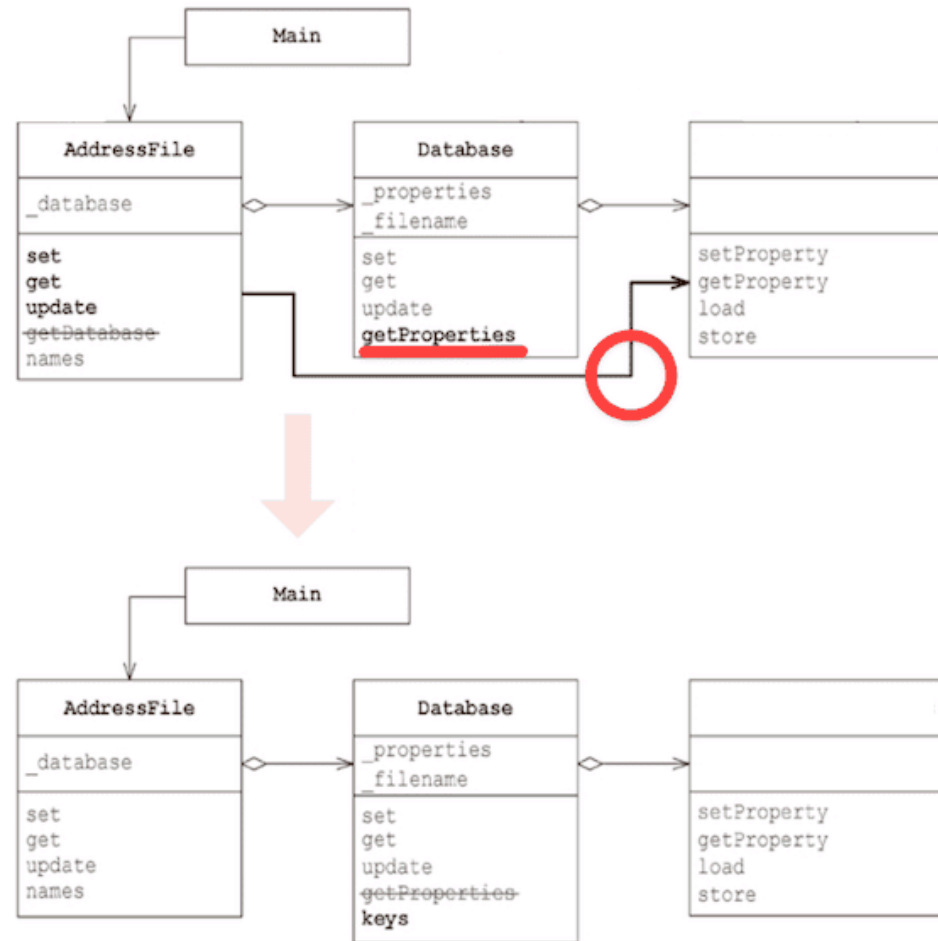 Main
AddressFile
_database
set
get
update
getDatabase
names
Database
_properties
_filename
set
get
update
getProperties
setProperty
getProperty
load
store
Main
AddressFile
_database
set
get
update
names
Database
_properties
_filename
set
get
update
getProperties
keys
setProperty
getProperty
load
store